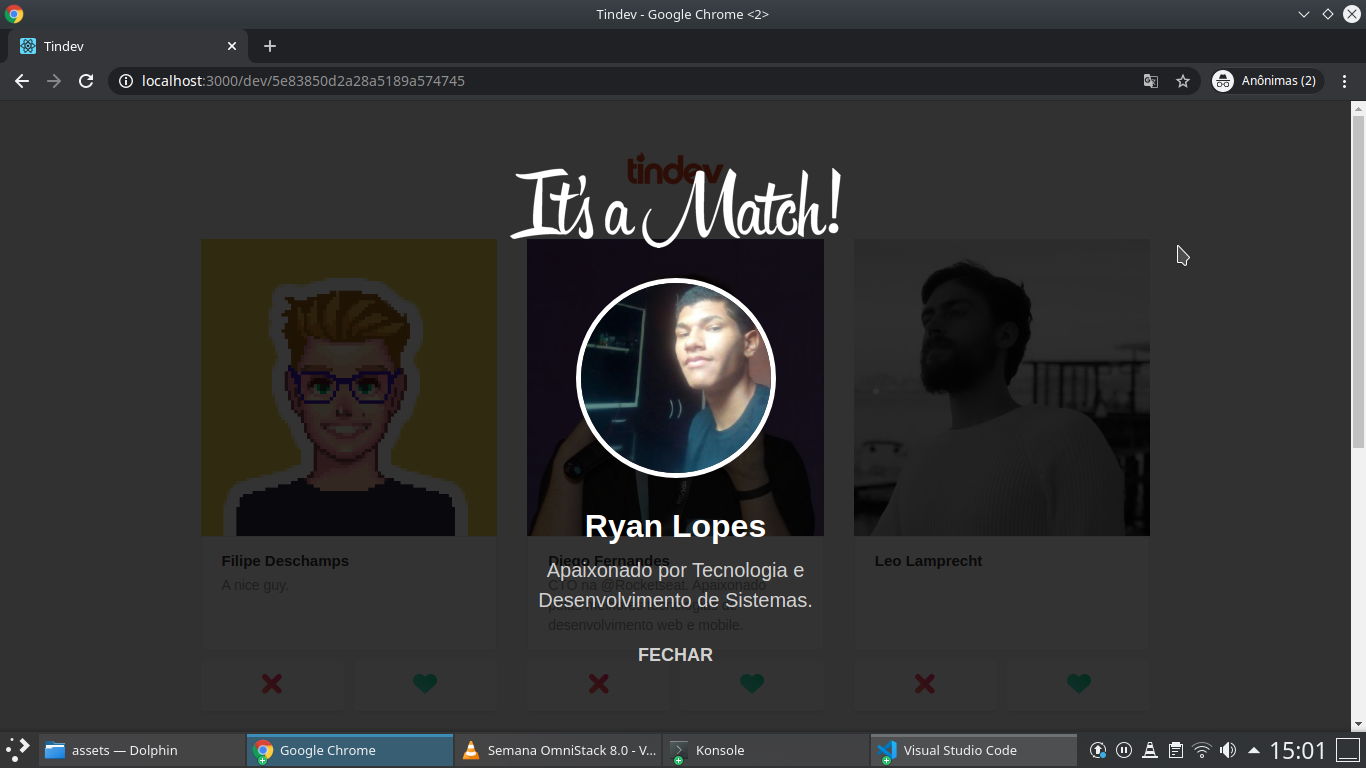 Tindev - Google Chrome <2>
Tindev
localhost:3000/dev/5e83850d2a28a5189a574745
Anônimas (2)
tindev
It's a Match!
Ryan Lopes
Filipe Deschamps
Diego Fernandes
Leo Lamprecht
A nice guy.
CTO na @Rocketseat. Apaixonado
Apaixonado por Tecnologia e
Desenvolvimento de Sistemas.
desenvolvimento web e mobile.
FECHAR
assets — Dolphin
Google Chrome
Semana OmniStack 8.0 - V...
Konsole
Visual Studio Code
15:01